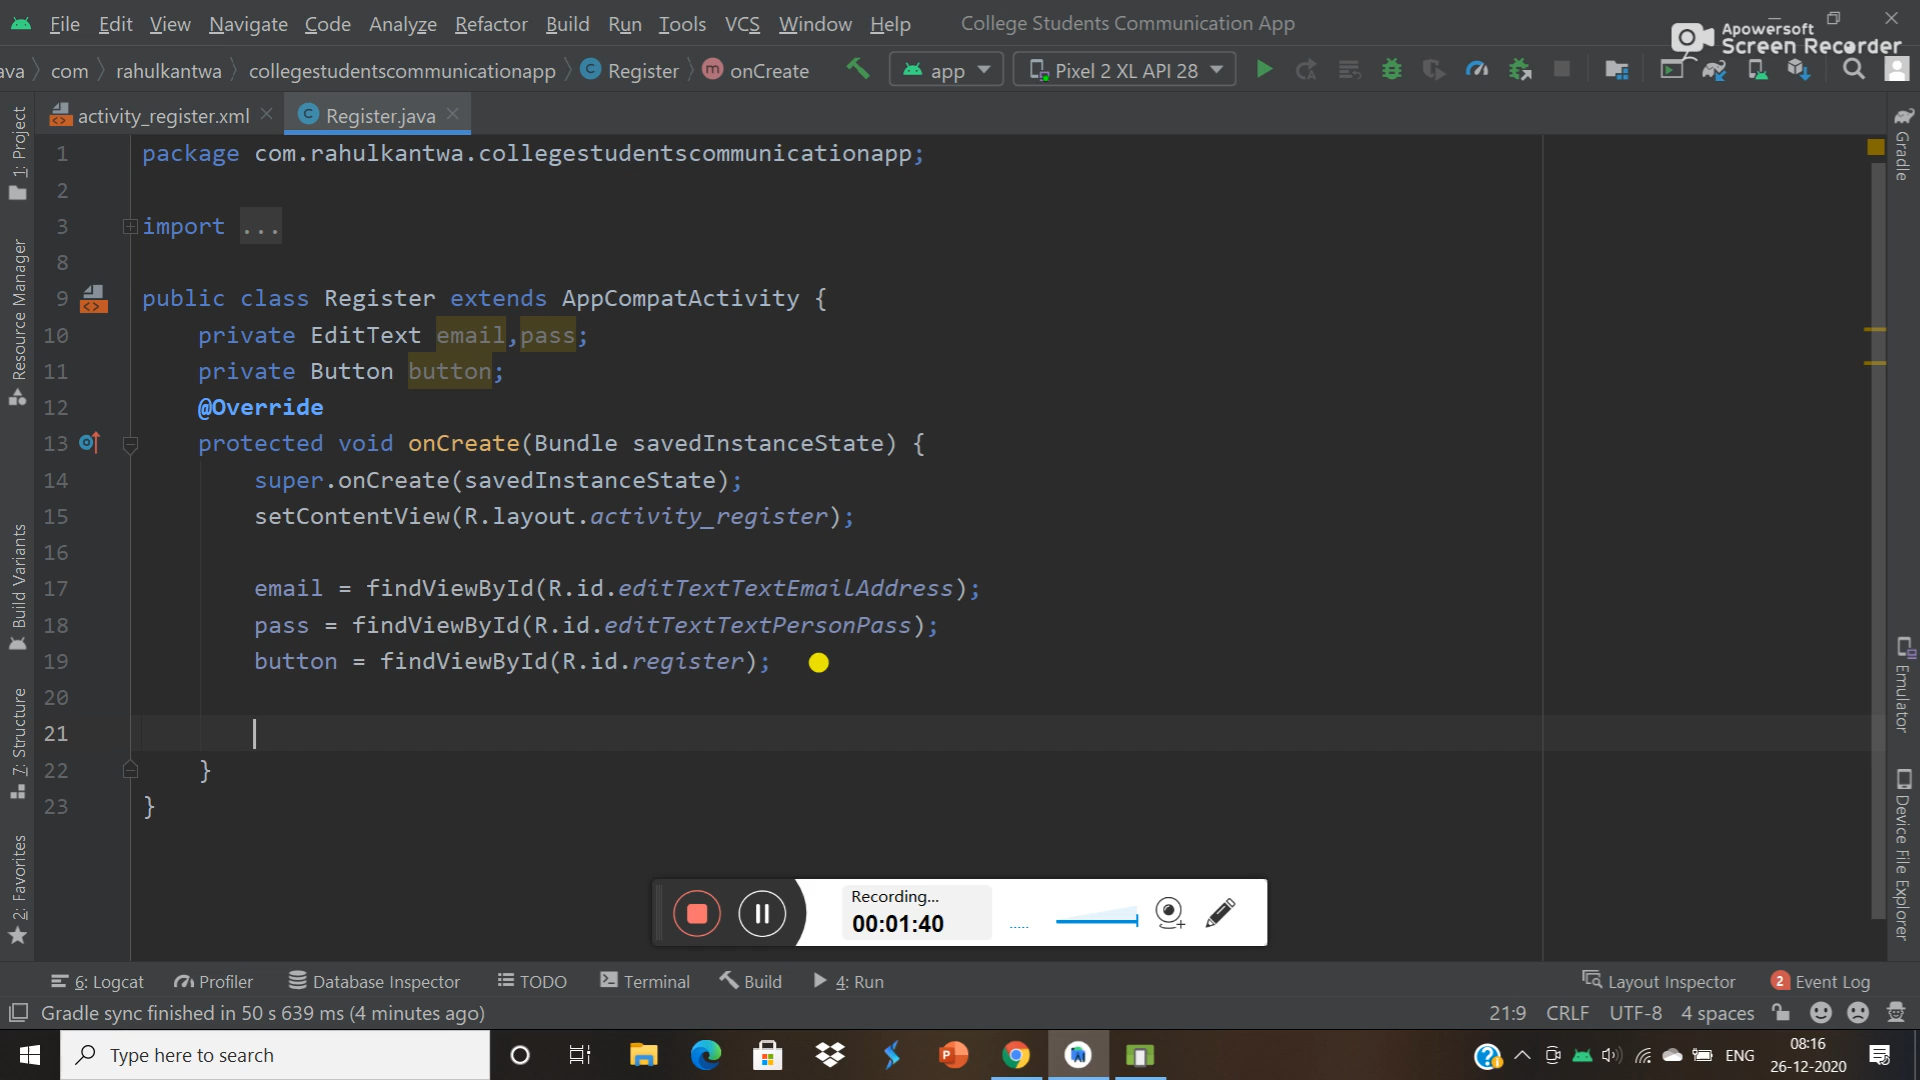 File Edit View Navigate Code Analyze Refactor Build Run Tools VCS Window Help College Students Communication App
Apowersoft
Screen Recorder
ava com rahulkantwa collegestudentscommunicationapp Register onCreate app Pixel 2 XL API 28
activity_register.xml Register.java
1 package com.rahulkantwa.collegestudentscommunicationapp;
2
3 import ...
8
9 public class Register extends AppCompatActivity {
10 private EditText email,pass;
11 private Button button;
12 @Override
13 protected void onCreate(Bundle savedInstanceState) {
14 super.onCreate(savedInstanceState);
15 setContentView(R.layout.activity_register);
16
17 email = findViewById(R.id.editTextTextEmailAddress);
18 pass = findViewById(R.id.editTextTextPersonPass);
19 button = findViewById(R.id.register);
20
21
22 }
23 }
1: Project
Resource Manager
Build Variants
7: Structure
2: Favorites
Gradle
Emulator
Device File Explorer
Recording...
00:01:40
6: Logcat Profiler Database Inspector TODO Terminal Build 4: Run Layout Inspector 2 Event Log
Gradle sync finished in 50 s 639 ms (4 minutes ago) 21:9 CRLF UTF-8 4 spaces
Type here to search ENG 08:16
26-12-2020